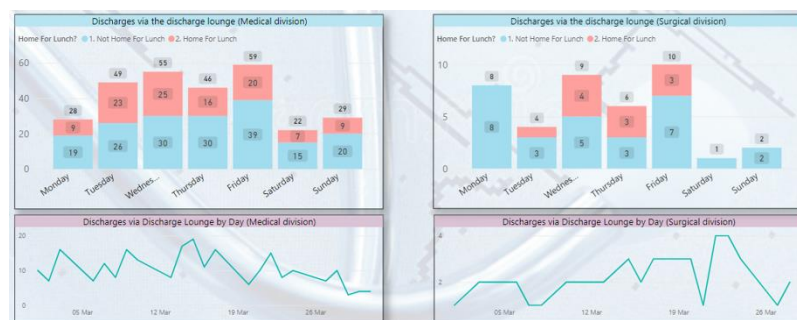 Discharges via the discharge lounge (Medical division)
Home For Lunch? 1. Not Home For Lunch 2. Home For Lunch
60
40
20
0
28
9
19
49
23
26
55
25
30
46
16
30
59
20
39
22
7
15
29
9
20
Monday
Tuesday
Wednes...
Thursday
Friday
Saturday
Sunday
Discharges via the discharge lounge (Surgical division)
Home For Lunch? 1. Not Home For Lunch 2. Home For Lunch
10
5
0
8
8
4
3
9
4
5
6
3
3
10
3
7
1
2
2
Monday
Tuesday
Wednes...
Thursday
Friday
Saturday
Sunday
Discharges via Discharge Lounge by Day (Medical division)
20
10
0
05 Mar
12 Mar
19 Mar
26 Mar
Discharges via Discharge Lounge by Day (Surgical division)
4
2
05 Mar
12 Mar
19 Mar
26 Mar